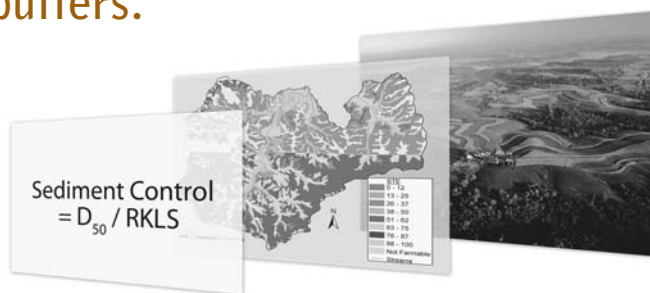 buffers.
Sediment Control
= D50 / RKLS
N
STE
0 - 12
13 - 25
26 - 37
38 - 50
51 - 62
63 - 75
76 - 87
88 - 100
Not Farmable
Streams